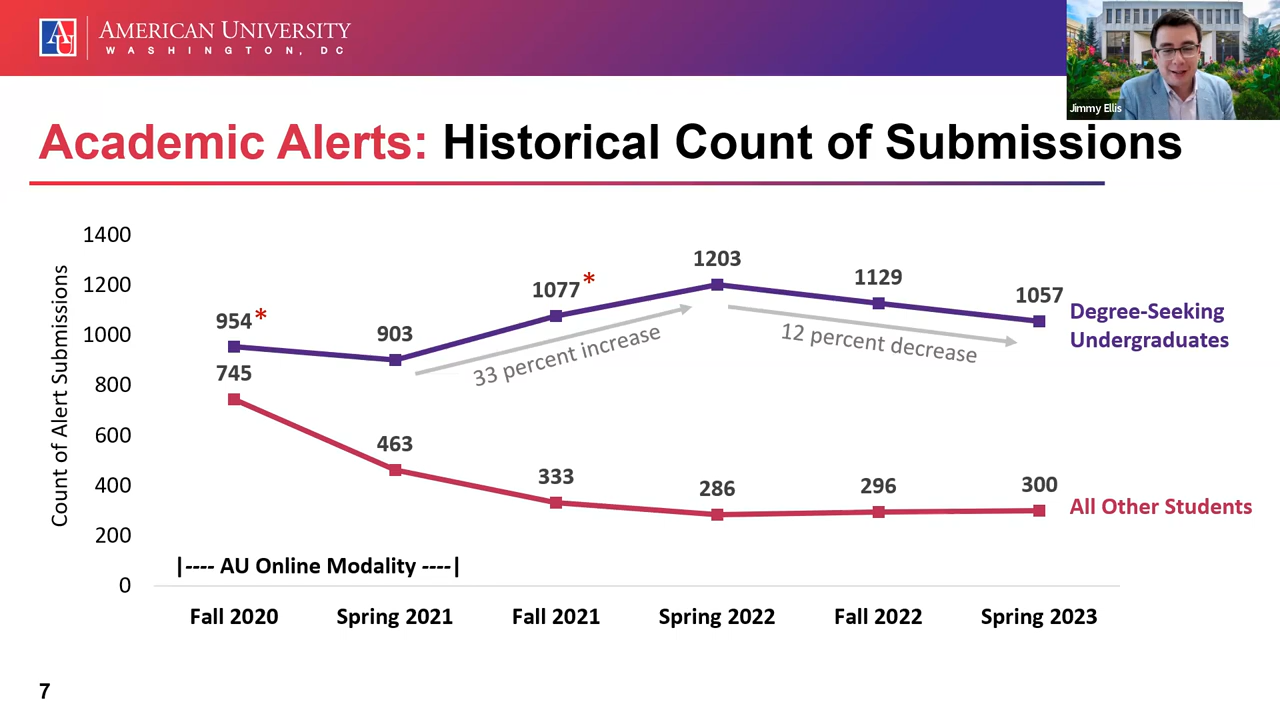 AU
AMERICAN UNIVERSITY
WASHINGTON, DC
Jimmy Ellis
Academic Alerts: Historical Count of Submissions
Count of Alert Submissions
1400
1200
1000
800
600
400
200
0
954*
903
1077*
1203
1129
1057
Degree-Seeking
Undergraduates
33 percent increase
12 percent decrease
745
463
333
286
296
300
All Other Students
|---- AU Online Modality ----|
Fall 2020
Spring 2021
Fall 2021
Spring 2022
Fall 2022
Spring 2023
7